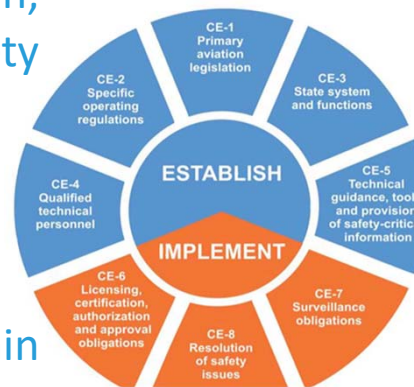 n,
ty
CE-1
Primary
aviation
legislation
CE-2
Specific
operating
regulations
CE-3
State system
and functions
CE-4
Qualified
technical
personnel
ESTABLISH
CE-5
Technical
guidance, tool
and provision
of safety-critic
information
IMPLEMENT
CE-6
Licensing,
certification,
authorization
and approval
obligations
CE-7
Surveillance
obligations
CE-8
Resolution
of safety
issues
in